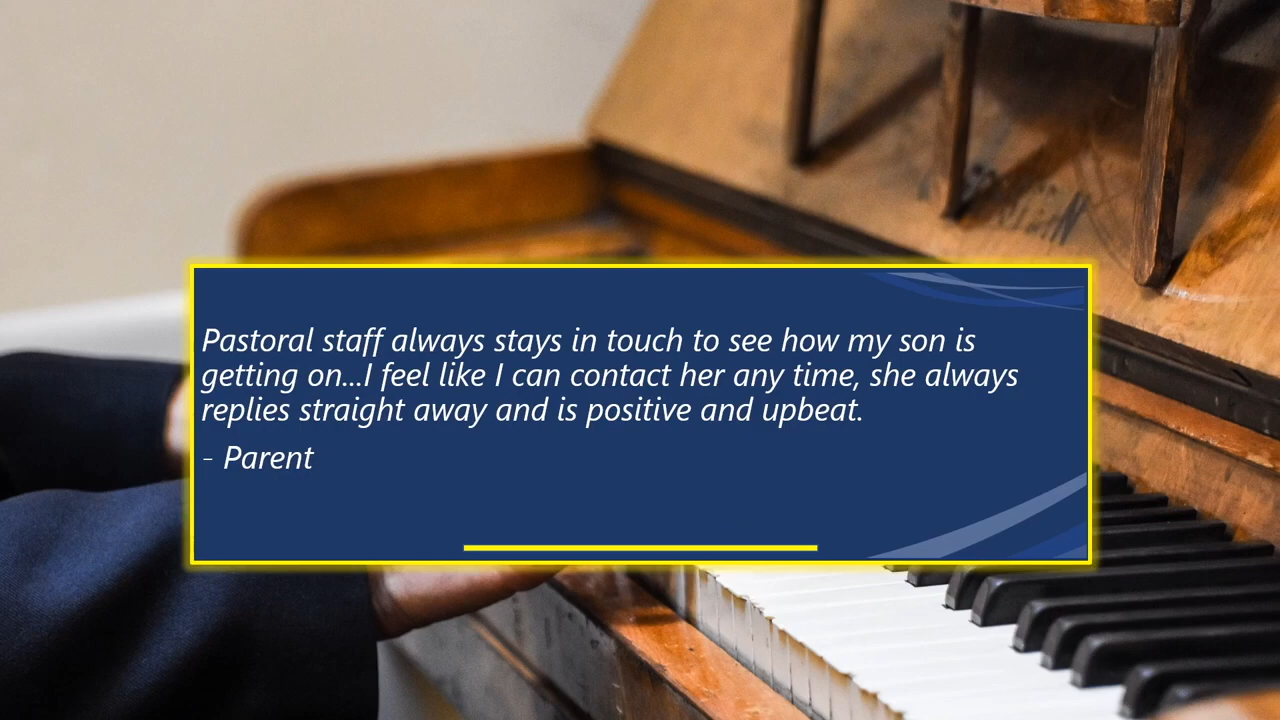 Pastoral staff always stays in touch to see how my son is
getting on...I feel like I can contact her any time, she always
replies straight away and is positive and upbeat.
- Parent